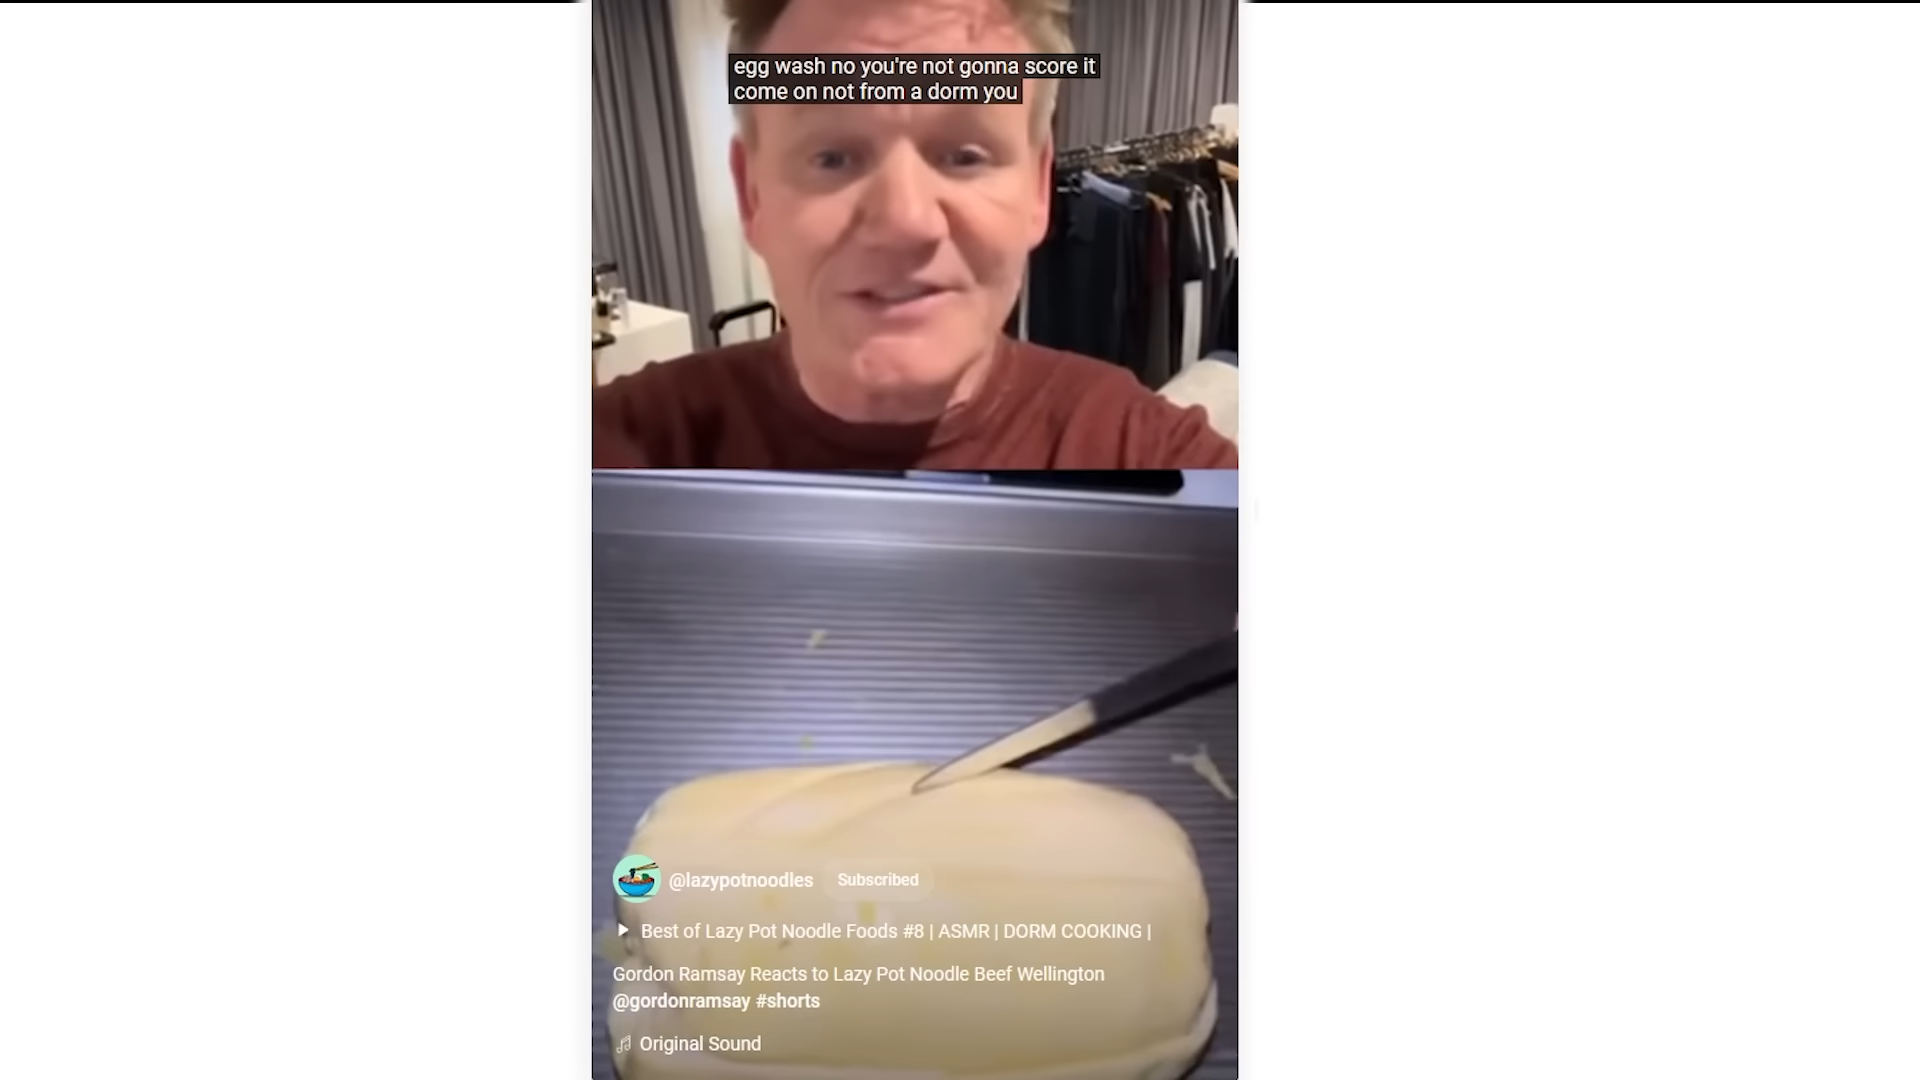 egg wash no you're not gonna score it
come on not from a dorm you
@lazypotnoodles Subscribed
Best of Lazy Pot Noodle Foods #8 | ASMR | DORM COOKING |
Gordon Ramsay Reacts to Lazy Pot Noodle Beef Wellington
@gordonramsay #shorts
Original Sound